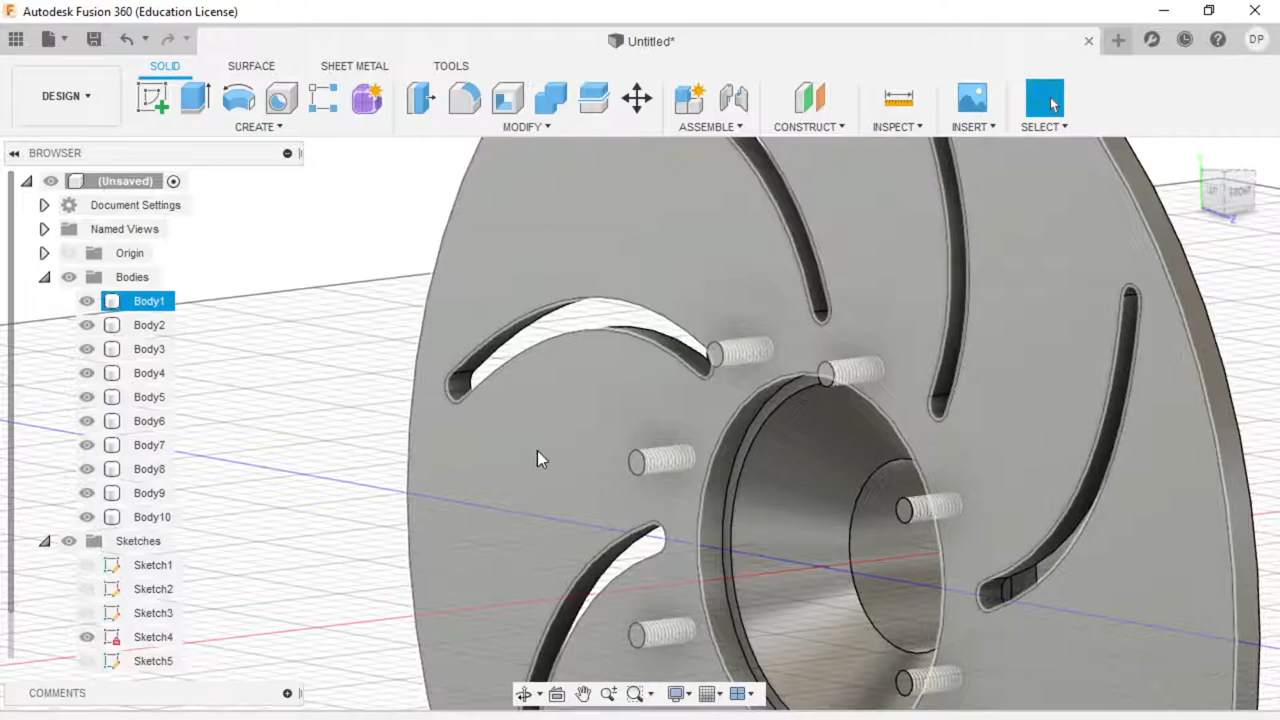 Autodesk Fusion 360 (Education License)
Untitled*
DP
SOLID
SURFACE
SHEET METAL
TOOLS
DESIGN
CREATE
MODIFY
ASSEMBLE
CONSTRUCT
INSPECT
INSERT
SELECT
BROWSER
(Unsaved)
Document Settings
Named Views
Origin
Bodies
Body1
Body2
Body3
Body4
Body5
Body6
Body7
Body8
Body9
Body10
Sketches
Sketch1
Sketch2
Sketch3
Sketch4
Sketch5
FRONT
Z
COMMENTS